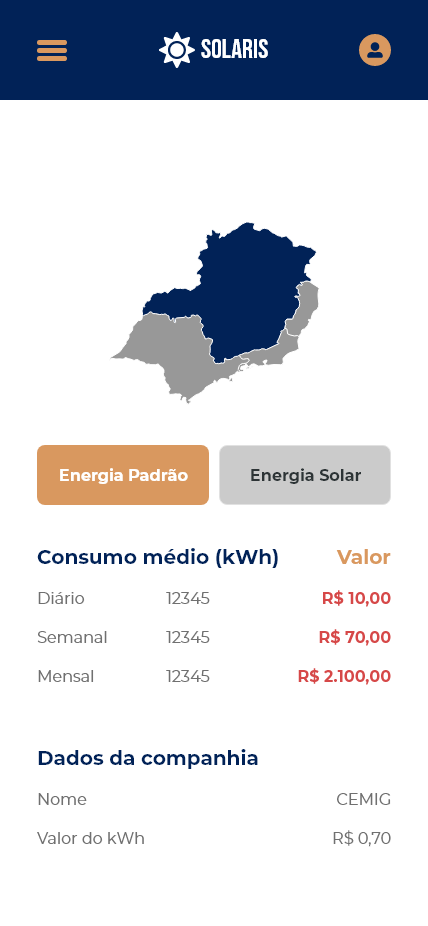 SOLARIS
Energia Padrão
Energia Solar
Consumo médio (kWh) Valor
Diário 12345 R$ 10,00
Semanal 12345 R$ 70,00
Mensal 12345 R$ 2.100,00
Dados da companhia
Nome CEMIG
Valor do kWh R$ 0,70